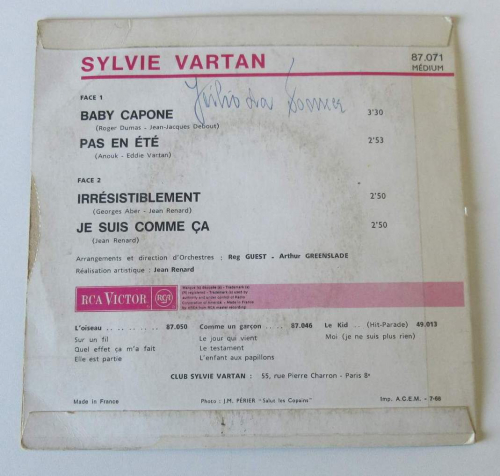 SYLVIE VARTAN
87.071
MÉDIUM
FACE 1
BABY CAPONE 3'30
(Roger Dumas - Jean-Jacques Debout)
PAS EN ÉTÉ 2'53
(Anouk - Eddie Vartan)
FACE 2
IRRÉSISTIBLEMENT 2'50
(Georges Aber - Jean Renard)
JE SUIS COMME ÇA 2'50
(Jean Renard)
Arrangements et direction d'Orchestres : Reg GUEST - Arthur GREENSLADE
Réalisation artistique : Jean Renard
RCA VICTOR RCA
L'oiseau . . . . . . . . . 87.050 Comme un garçon . . . . . 87.046 Le Kid . . (Hit-Parade) 49.013
Sur un fil Le jour qui vient Moi (je ne suis plus rien)
Quel effet ça m'a fait Le testament
Elle est partie L'enfant aux papillons
CLUB SYLVIE VARTAN : 55, rue Pierre Charron - Paris 8e
Made in France Photo : J.M. PÉRIER "Salut les Copains" Imp. A.G.E.M. - 7-68